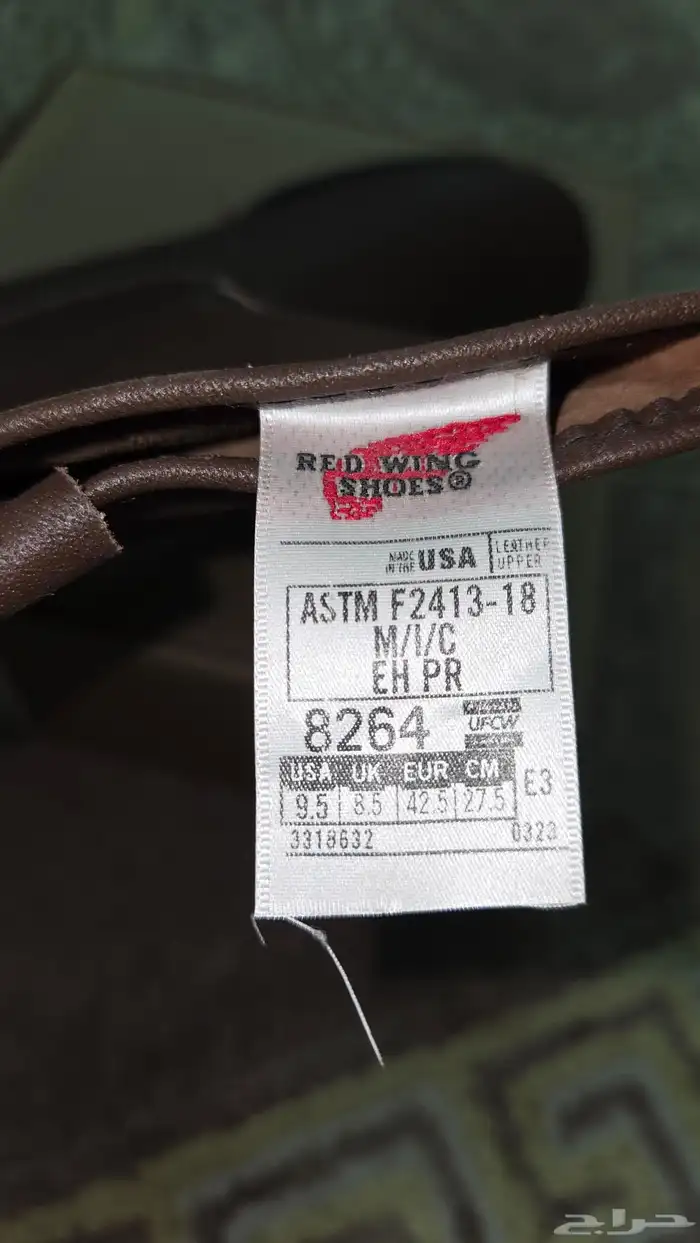 RED WING
SHOES®
MADE IN THE USA LEATHER UPPER
ASTM F2413-18
M/I/C
EH PR
8264 UFCW
USA UK EUR CM
9.5 8.5 42.5 27.5 E3
3318632 0323
حراج